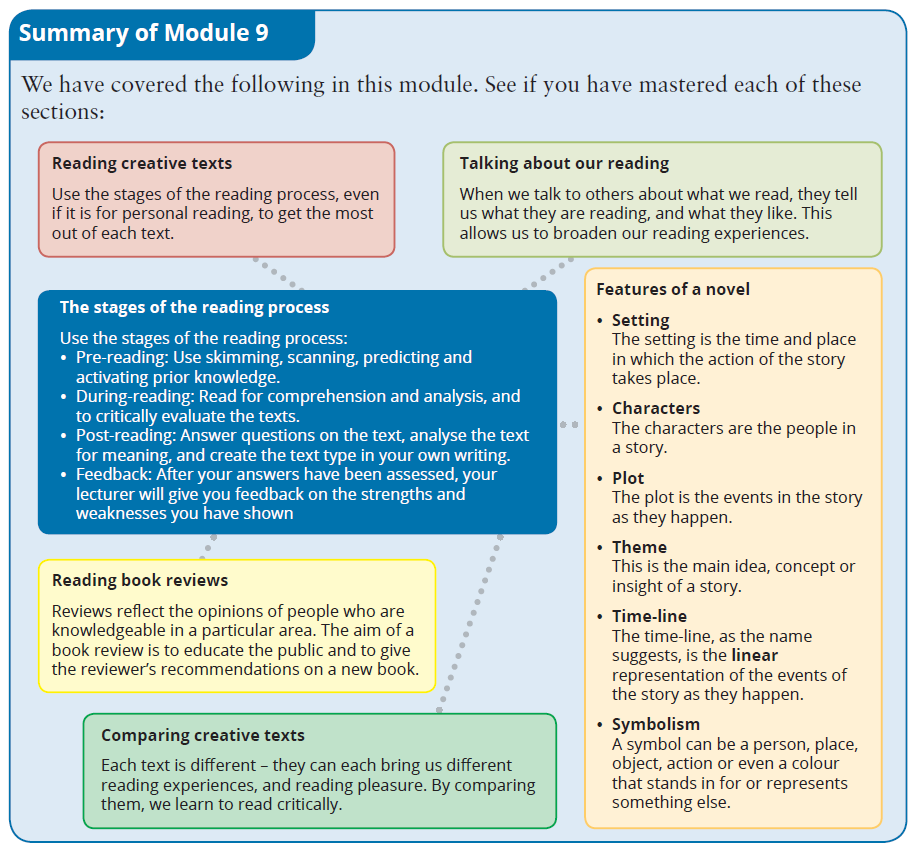 Summary of Module 9
We have covered the following in this module. See if you have mastered each of these
sections:
Reading creative texts
Use the stages of the reading process, even
if it is for personal reading, to get the most
out of each text.
Talking about our reading
When we talk to others about what we read, they tell
us what they are reading, and what they like. This
allows us to broaden our reading experiences.
The stages of the reading process
Use the stages of the reading process:
• Pre-reading: Use skimming, scanning, predicting and
activating prior knowledge.
• During-reading: Read for comprehension and analysis, and
to critically evaluate the texts.
• Post-reading: Answer questions on the text, analyse the text
for meaning, and create the text type in your own writing.
• Feedback: After your answers have been assessed, your
lecturer will give you feedback on the strengths and
weaknesses you have shown
Features of a novel
• Setting
The setting is the time and place
in which the action of the story
takes place.
• Characters
The characters are the people in
a story.
• Plot
The plot is the events in the story
as they happen.
• Theme
This is the main idea, concept or
insight of a story.
• Time-line
The time-line, as the name
suggests, is the linear
representation of the events of
the story as they happen.
• Symbolism
A symbol can be a person, place,
object, action or even a colour
that stands in for or represents
something else.
Reading book reviews
Reviews reflect the opinions of people who are
knowledgeable in a particular area. The aim of a
book review is to educate the public and to give
the reviewer's recommendations on a new book.
Comparing creative texts
Each text is different – they can each bring us different
reading experiences, and reading pleasure. By comparing
them, we learn to read critically.